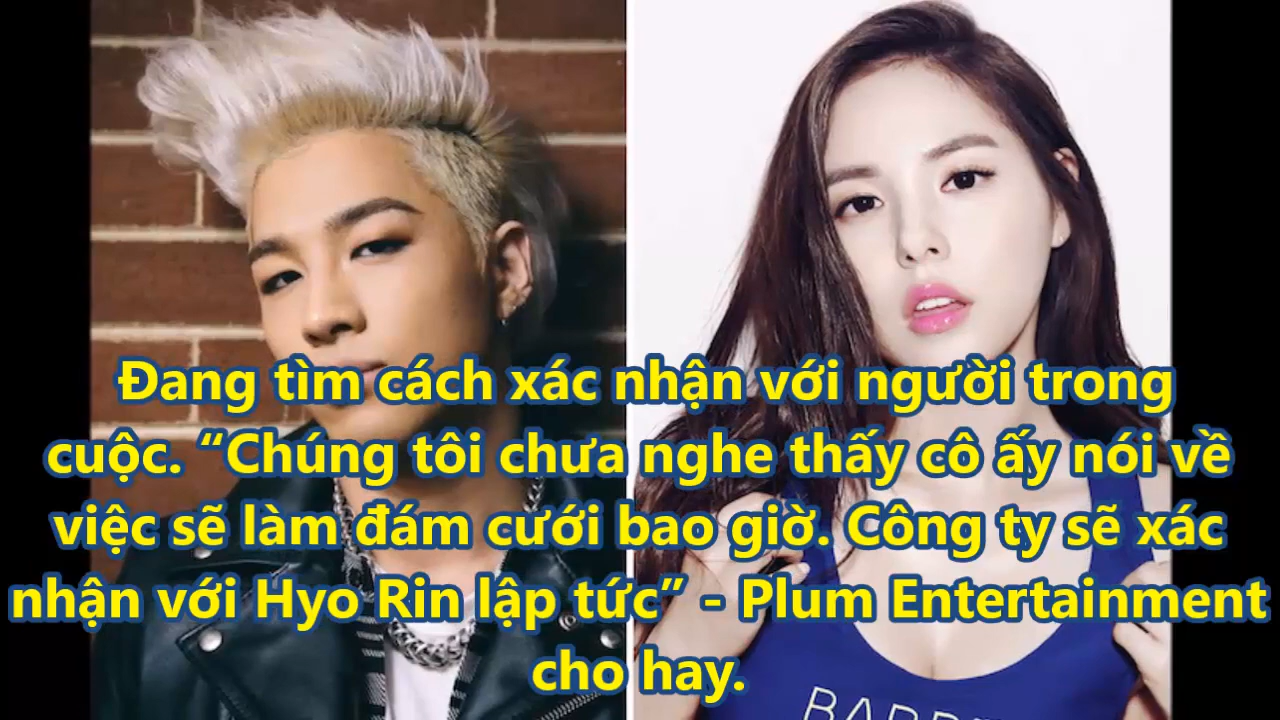 Đang tìm cách xác nhận với người trong
cuộc. “Chúng tôi chưa nghe thấy cô ấy nói về
việc sẽ làm đám cưới bao giờ. Công ty sẽ xác
nhận với Hyo Rin lập tức” - Plum Entertainment
cho hay.